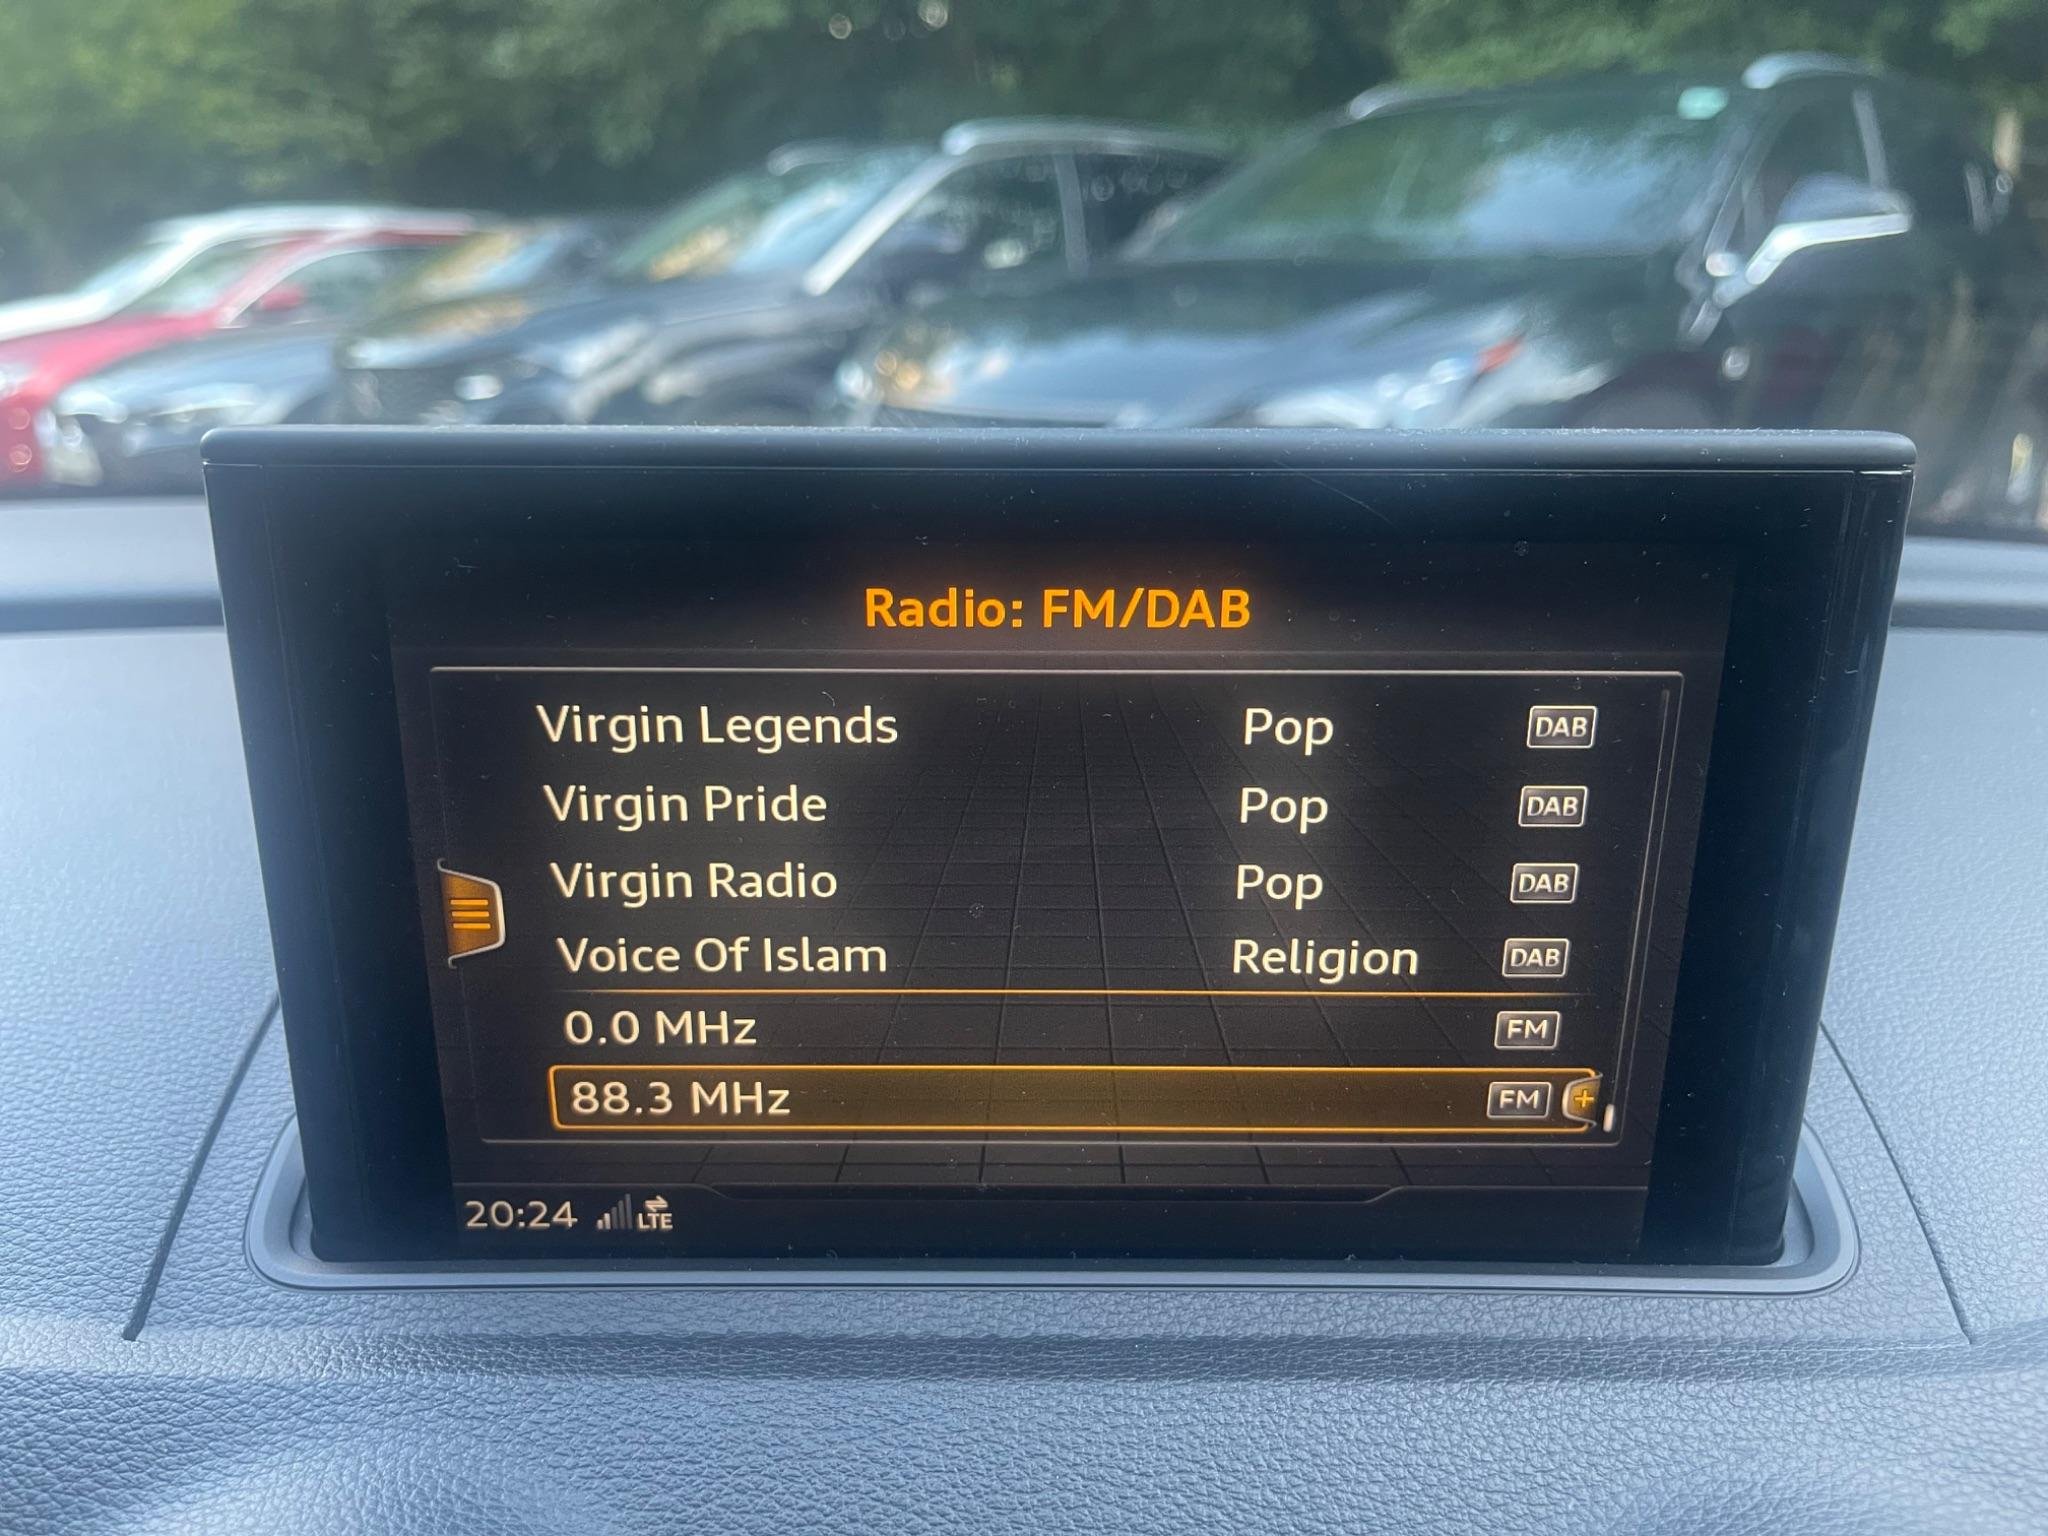 Radio: FM/DAB
Virgin Legends Pop DAB
Virgin Pride Pop DAB
Virgin Radio Pop DAB
Voice Of Islam Religion DAB
0.0 MHz FM
88.3 MHz FM +
20:24 LTE